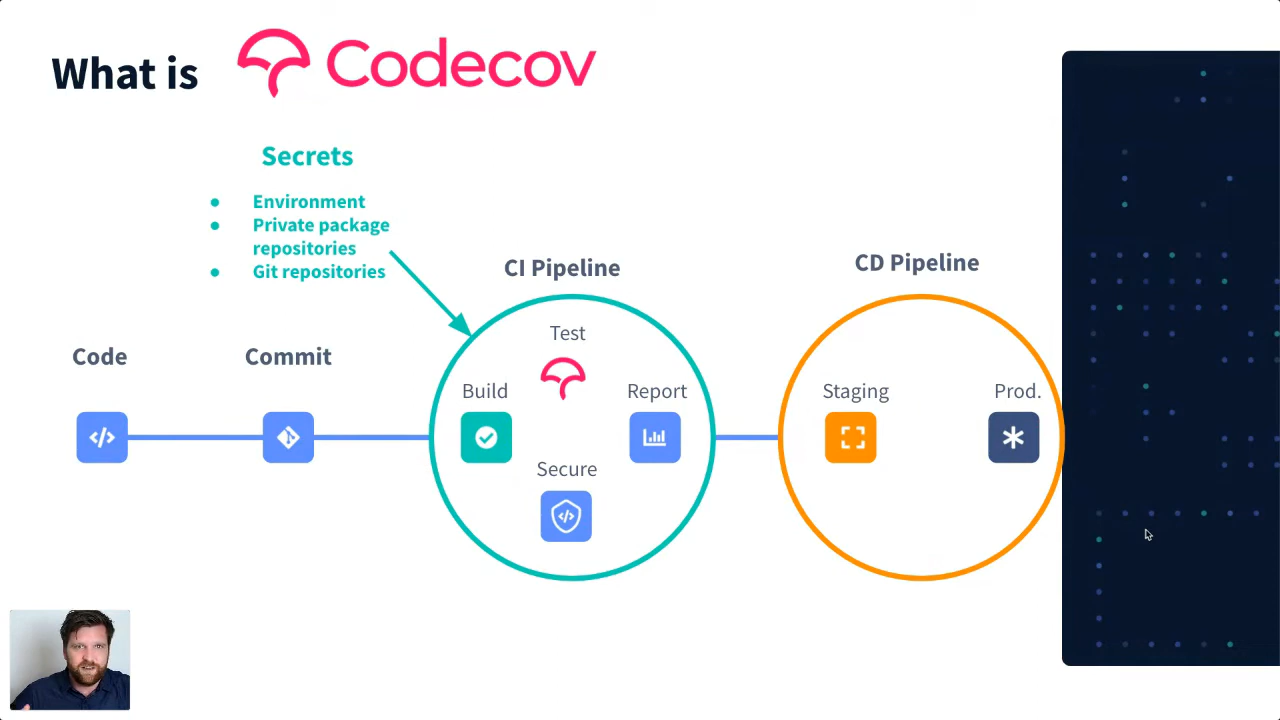 What is Codecov
Secrets
● Environment
● Private package
repositories
● Git repositories
CI Pipeline
CD Pipeline
Code
Commit
Test
Build
Report
Staging
Prod.
Secure